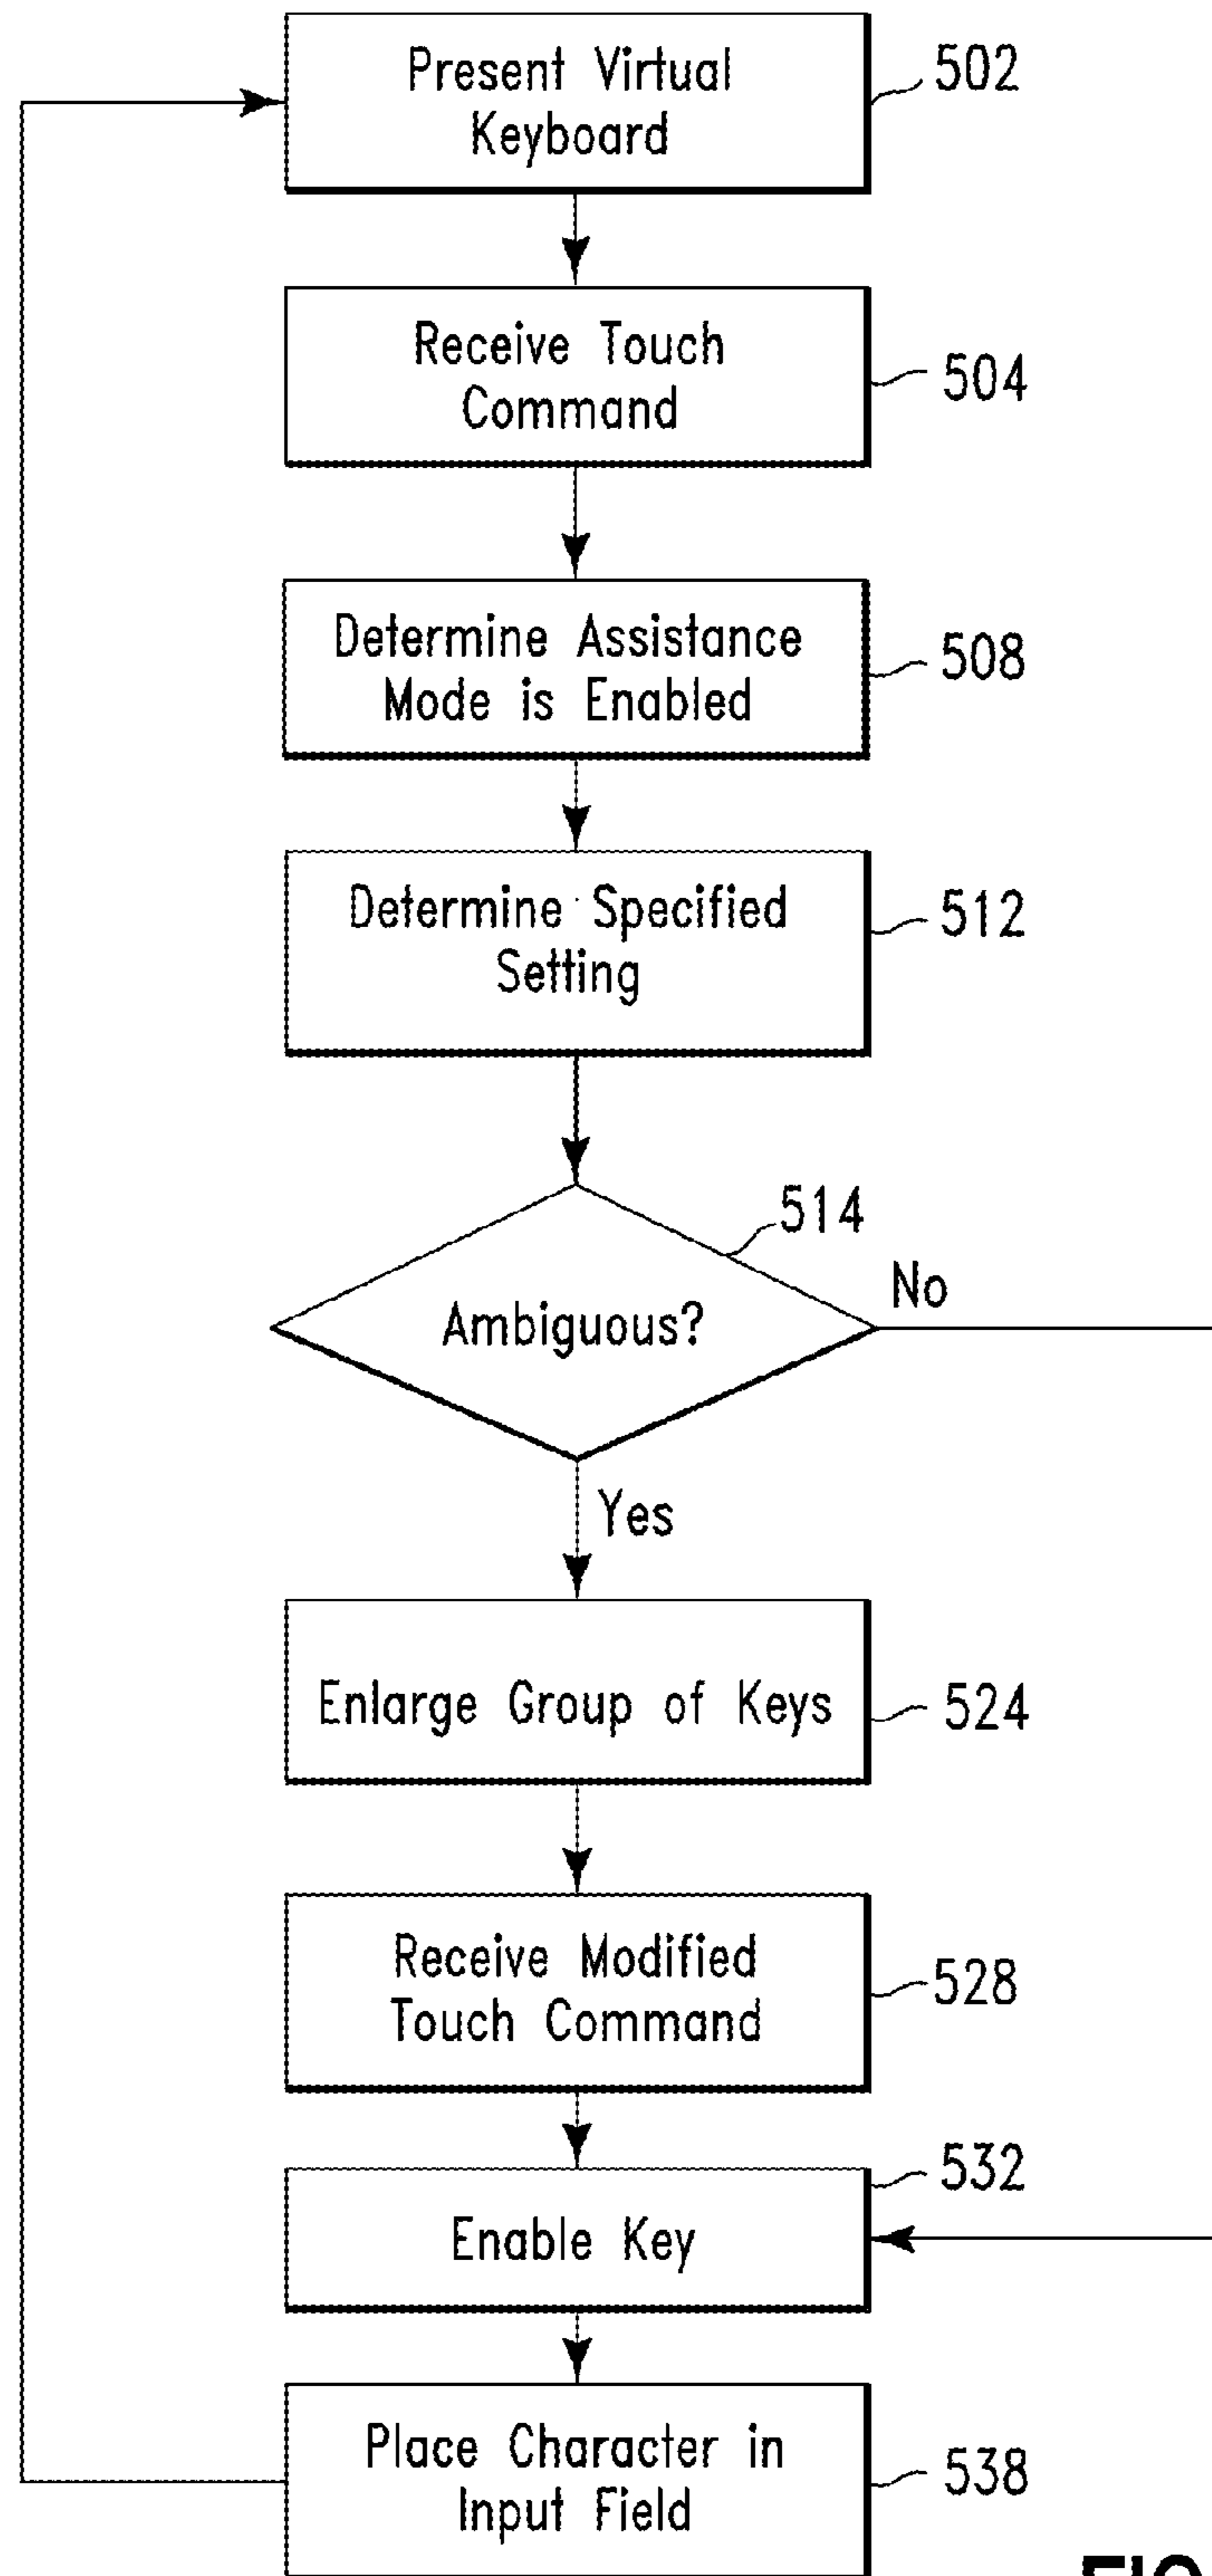 Present Virtual
Keyboard
502
Receive Touch
Command
504
Determine Assistance
Mode is Enabled
508
Determine Specified
Setting
512
514
Ambiguous?
No
Yes
Enlarge Group of Keys
524
Receive Modified
Touch Command
528
532
Enable Key
Place Character in
Input Field
538